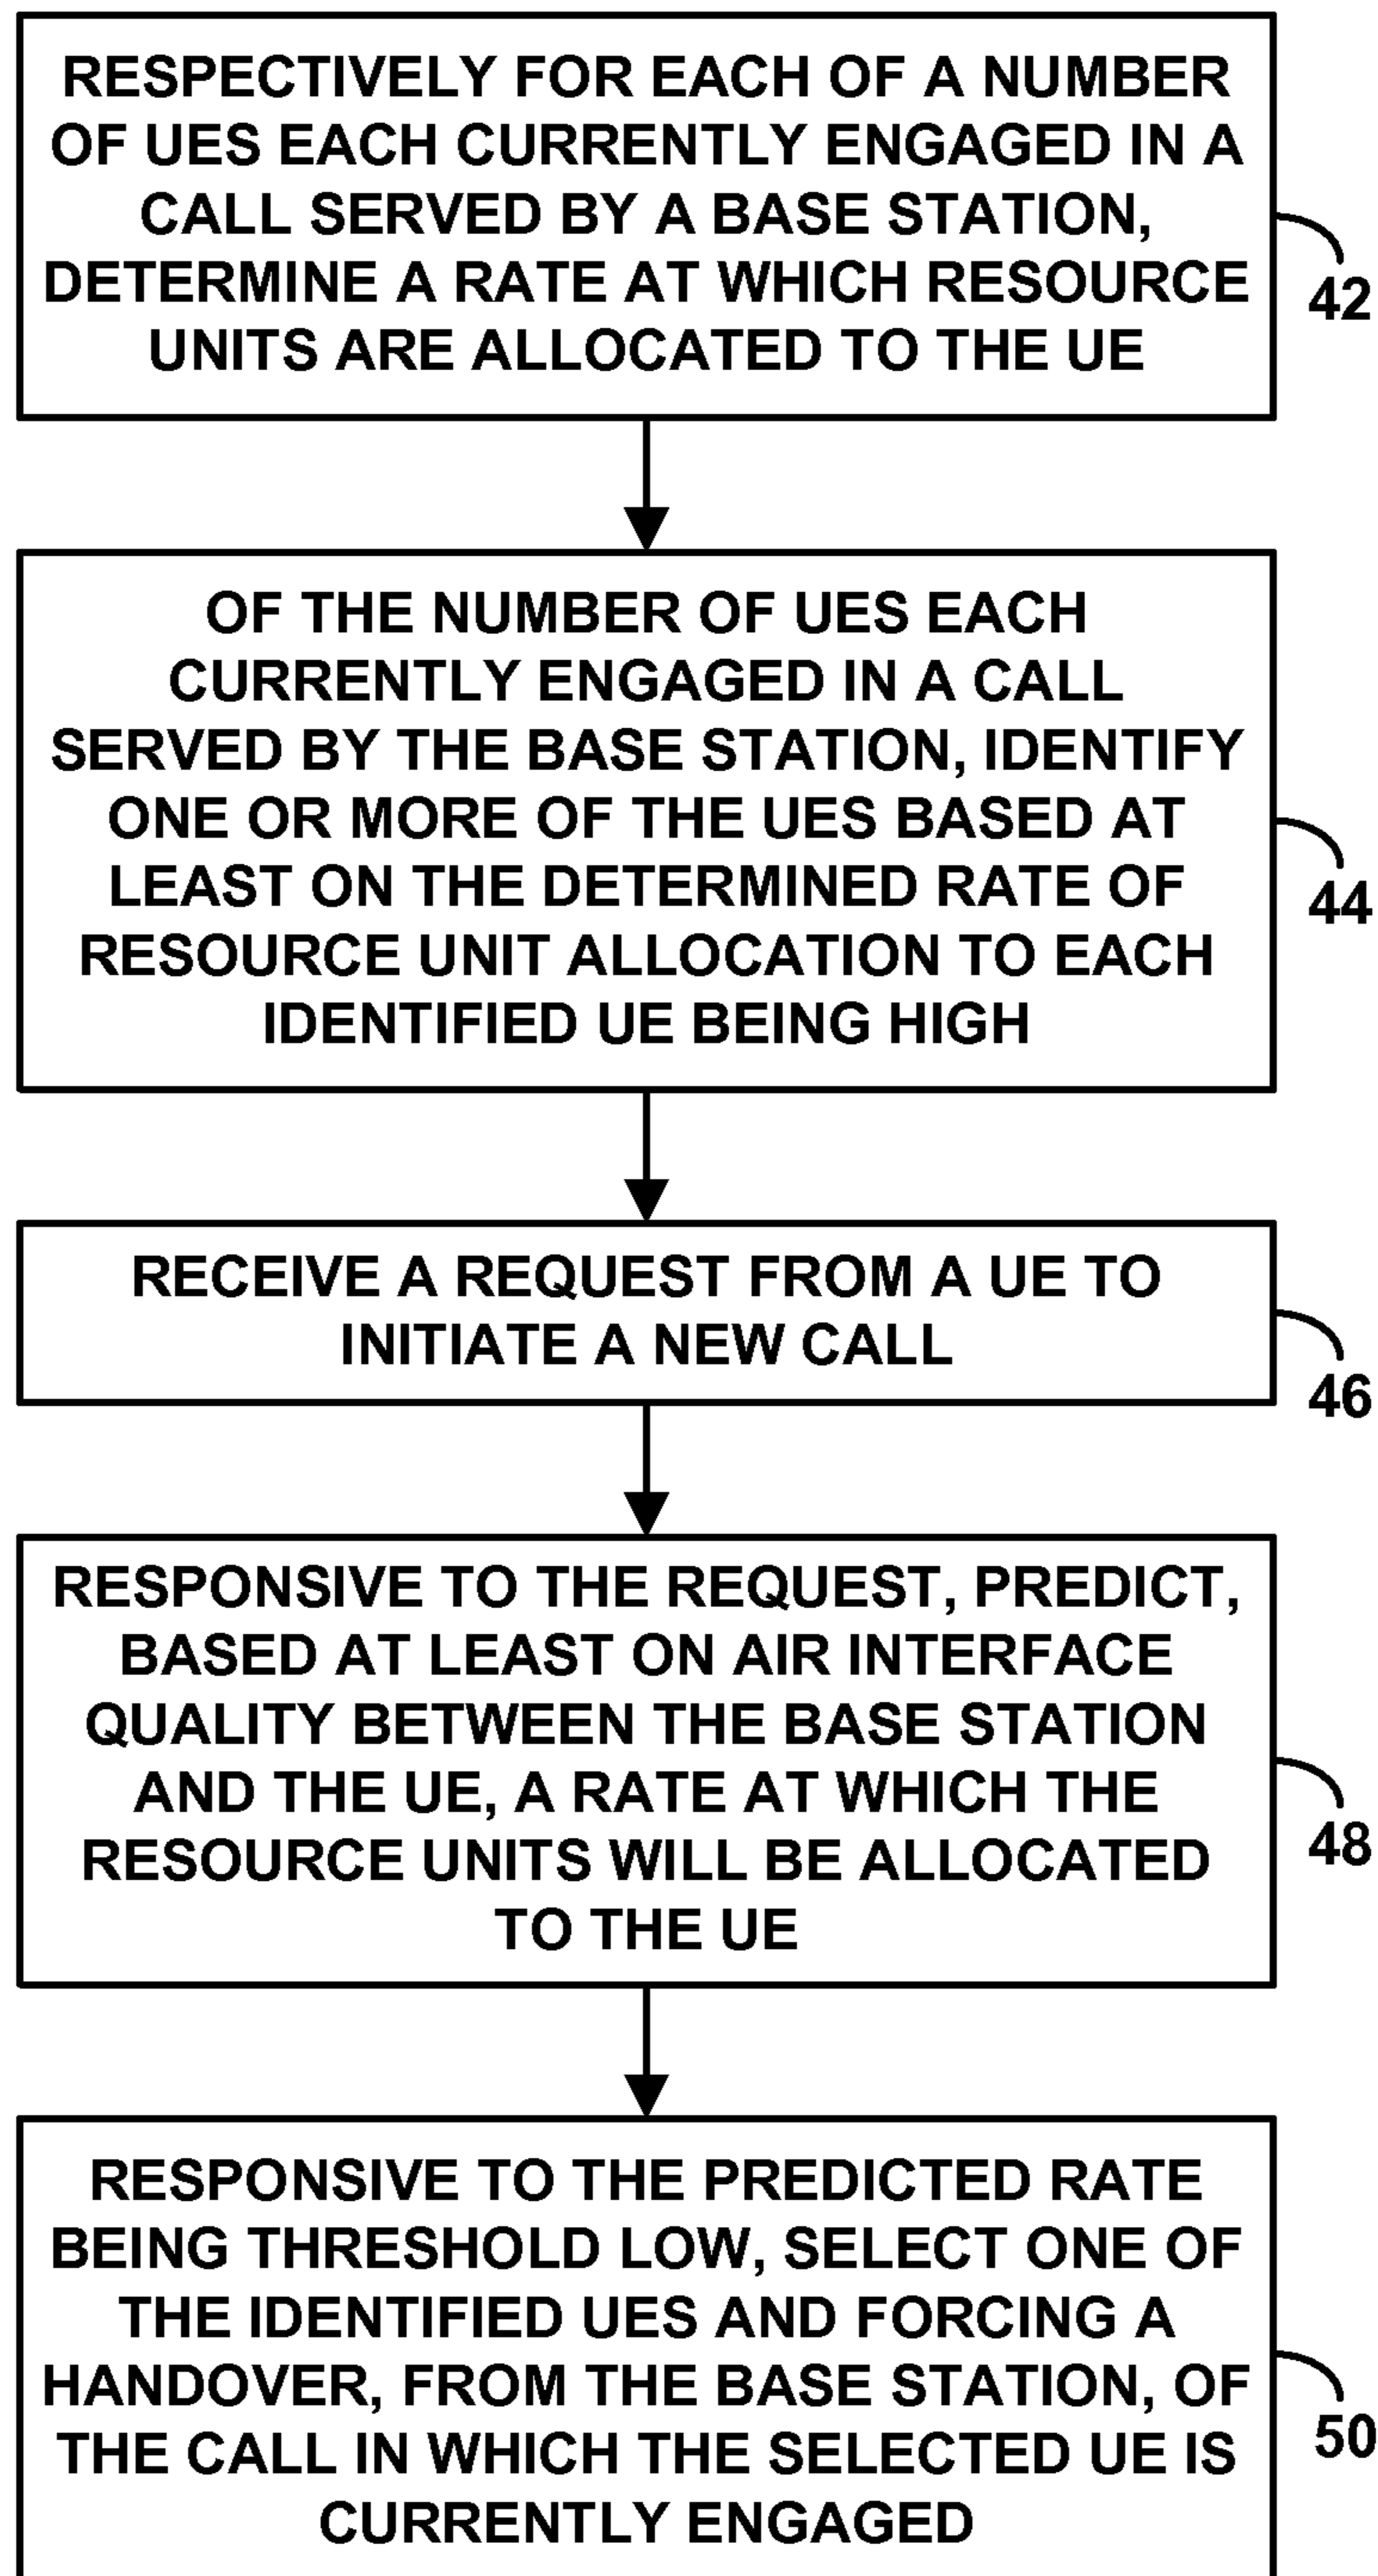 RESPECTIVELY FOR EACH OF A NUMBER
OF UES EACH CURRENTLY ENGAGED IN A
CALL SERVED BY A BASE STATION,
DETERMINE A RATE AT WHICH RESOURCE
UNITS ARE ALLOCATED TO THE UE
42
OF THE NUMBER OF UES EACH
CURRENTLY ENGAGED IN A CALL
SERVED BY THE BASE STATION, IDENTIFY
ONE OR MORE OF THE UES BASED AT
LEAST ON THE DETERMINED RATE OF
RESOURCE UNIT ALLOCATION TO EACH
IDENTIFIED UE BEING HIGH
44
RECEIVE A REQUEST FROM A UE TO
INITIATE A NEW CALL
46
RESPONSIVE TO THE REQUEST, PREDICT,
BASED AT LEAST ON AIR INTERFACE
QUALITY BETWEEN THE BASE STATION
AND THE UE, A RATE AT WHICH THE
RESOURCE UNITS WILL BE ALLOCATED
TO THE UE
48
RESPONSIVE TO THE PREDICTED RATE
BEING THRESHOLD LOW, SELECT ONE OF
THE IDENTIFIED UES AND FORCING A
HANDOVER, FROM THE BASE STATION, OF
THE CALL IN WHICH THE SELECTED UE IS
CURRENTLY ENGAGED
50